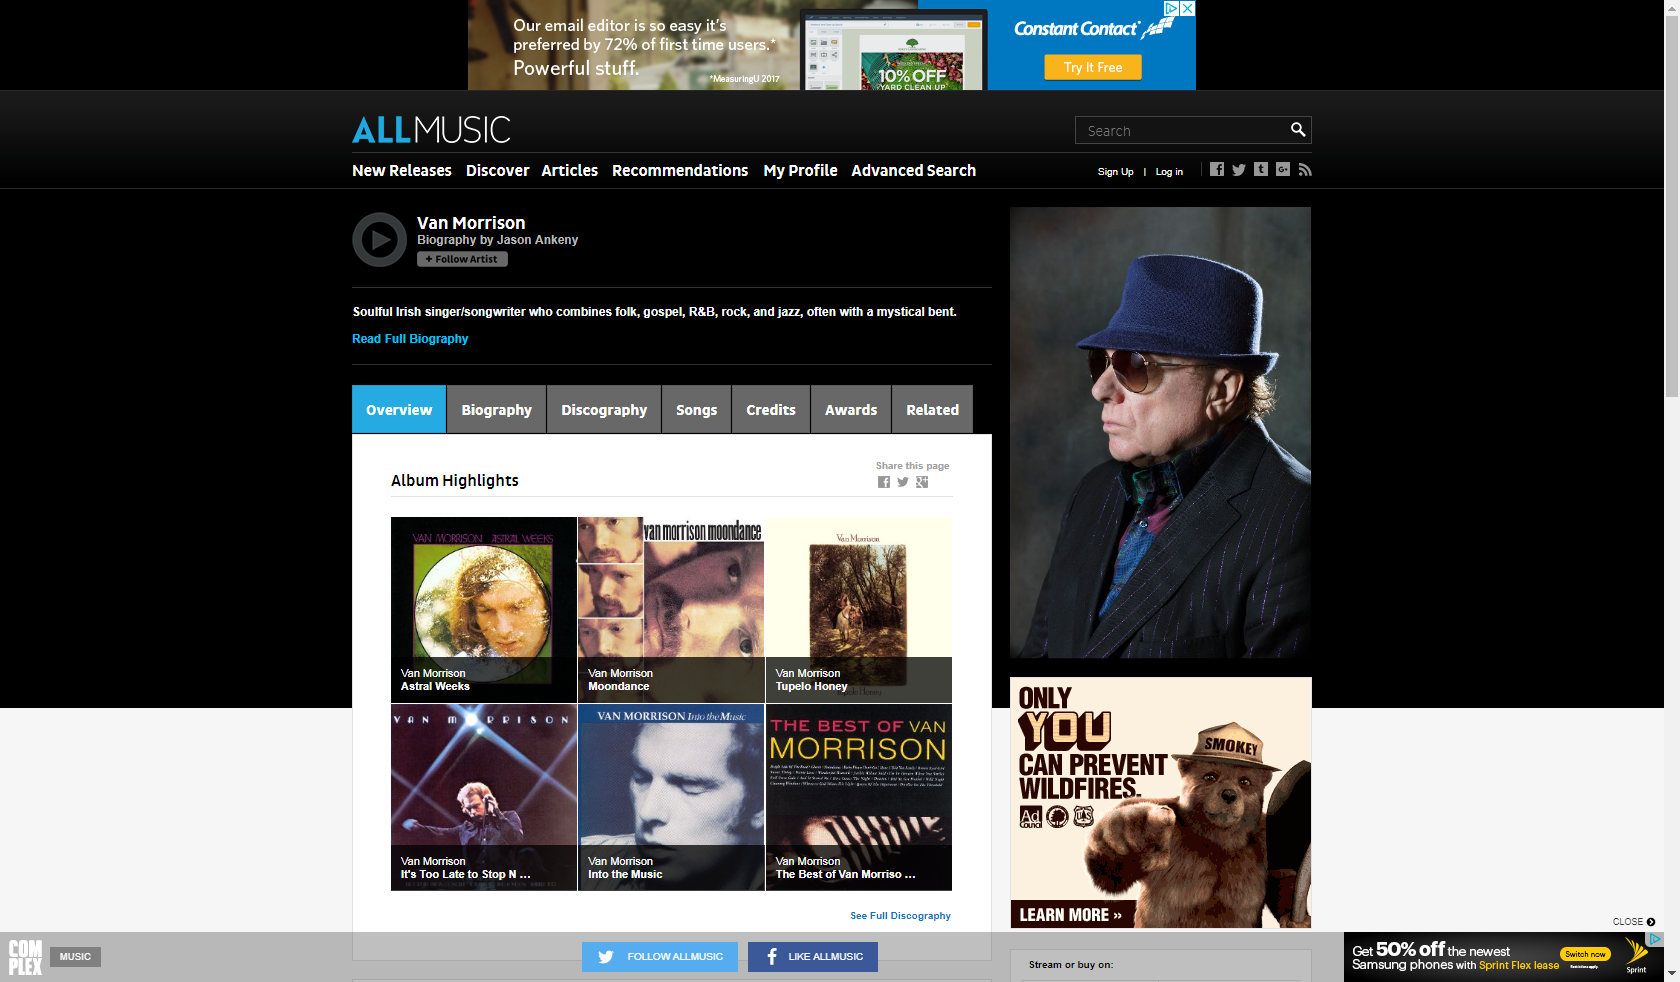 Our email editor is so easy it's
preferred by 72% of first time users.*
Powerful stuff.
*MeasuringU 2017
10% OFF
YARD CLEAN UP
Constant Contact
Try It Free
ALLMUSIC
Search
New Releases Discover Articles Recommendations My Profile Advanced Search
Sign Up | Log in
Van Morrison
Biography by Jason Ankeny
+ Follow Artist
Soulful Irish singer/songwriter who combines folk, gospel, R&B, rock, and jazz, often with a mystical bent.
Read Full Biography
Overview Biography Discography Songs Credits Awards Related
Album Highlights
Share this page
VAN MORRISON ASTRAL WEEKS
Van Morrison
Astral Weeks
van morrison moondance
Van Morrison
Moondance
Van Morrison
Van Morrison
Tupelo Honey
Tupelo Honey
VAN MORRISON
Van Morrison
It's Too Late to Stop N ...
VAN MORRISON Into the Music
Van Morrison
Into the Music
THE BEST OF VAN
MORRISON
Van Morrison
The Best of Van Morriso ...
See Full Discography
ONLY
YOU
CAN PREVENT
WILDFIRES.
SMOKEY
Ad
Council
LEARN MORE »
CLOSE
COM
PLEX
MUSIC
FOLLOW ALLMUSIC
LIKE ALLMUSIC
Stream or buy on:
Get 50% off the newest
Samsung phones with Sprint Flex lease
Switch now
Restrictions apply.
Sprint